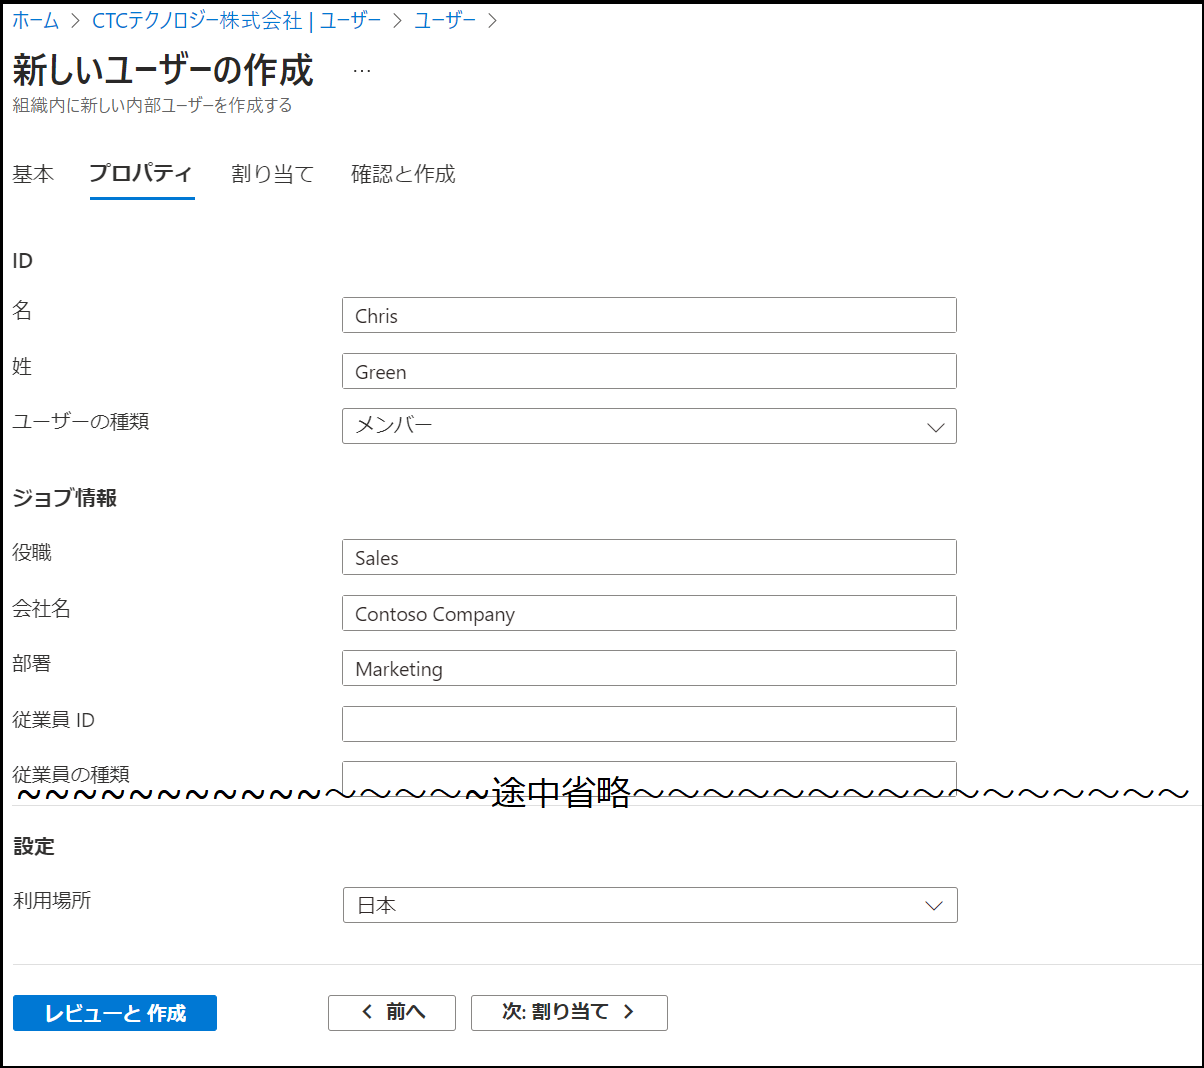 ホーム > CTCテクノロジー株式会社 | ユーザー > ユーザー >
新しいユーザーの作成 …
組織内に新しい内部ユーザーを作成する
基本 プロパティ 割り当て 確認と作成
ID
名 Chris
姓 Green
ユーザーの種類 メンバー
ジョブ情報
役職 Sales
会社名 Contoso Company
部署 Marketing
従業員 ID
従業員の種類
~~~~~~~~~~~～～～～～~途中省略～～～～～～～～～～～～～～～～
設定
利用場所 日本
レビューと 作成 < 前へ 次: 割り当て >